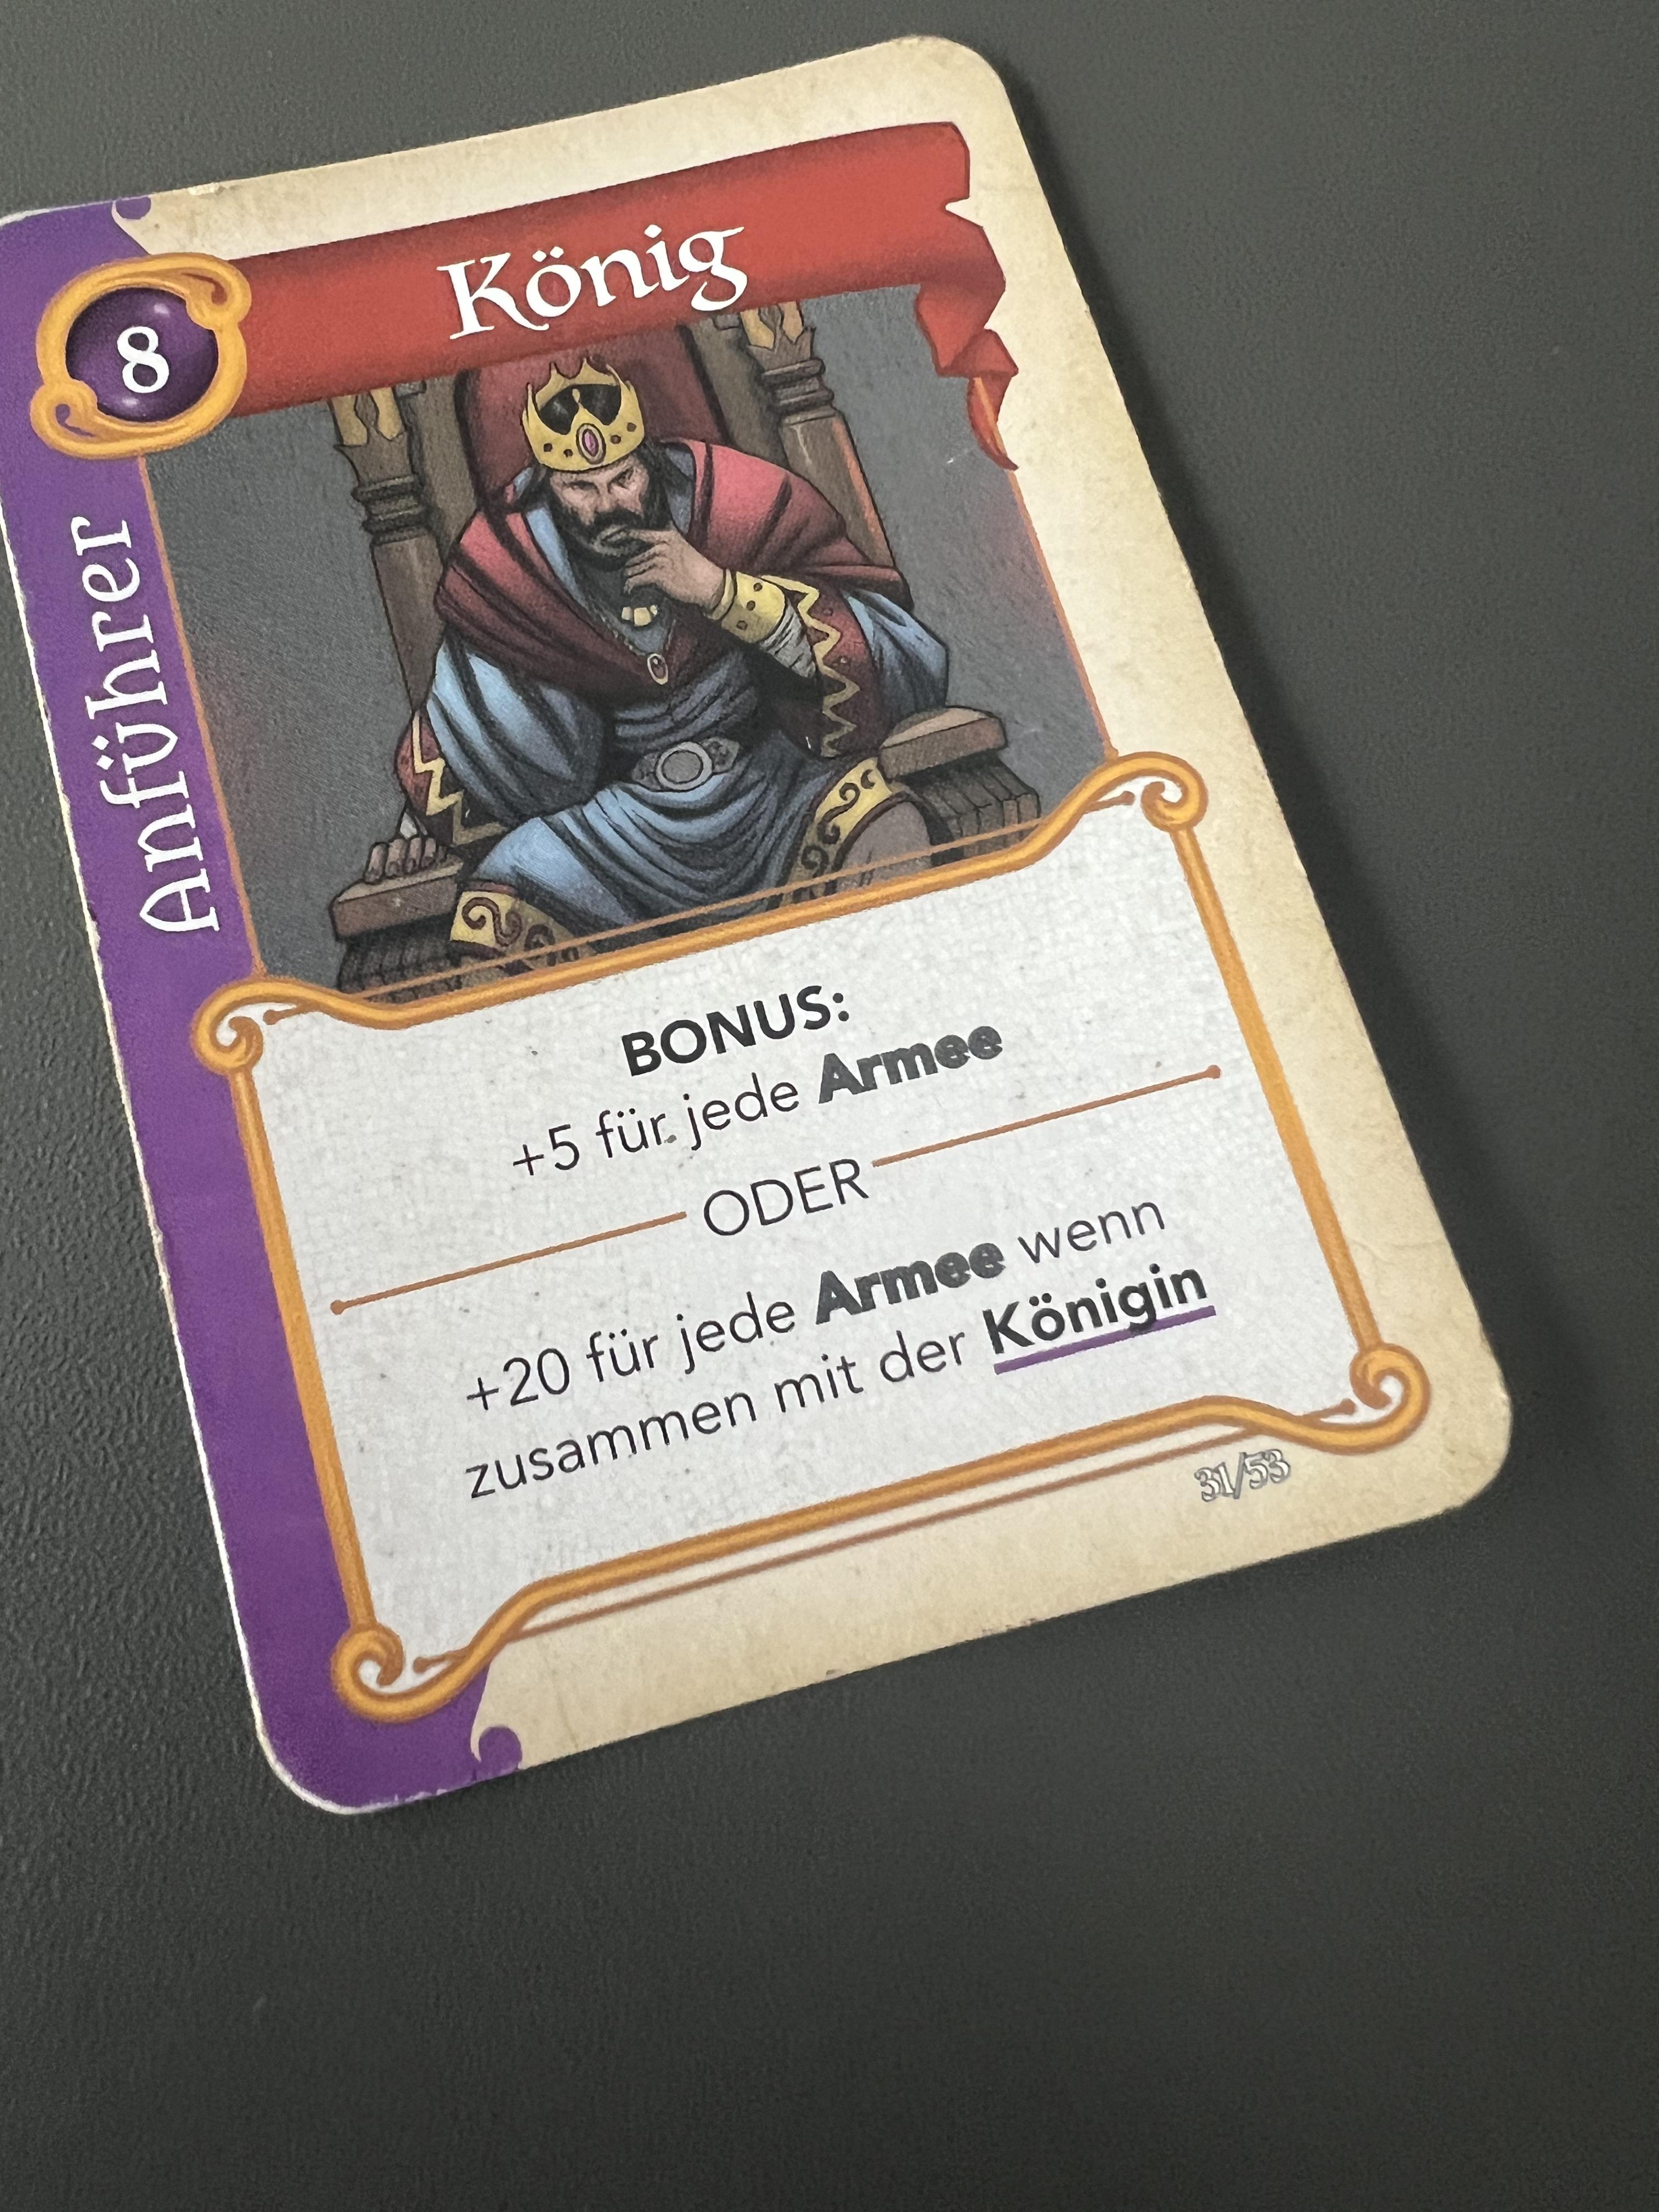 König
8
Anführer
BONUS:
+5 für jede Armee
ODER
+20 für jede Armee wenn
zusammen mit der Königin
31/53